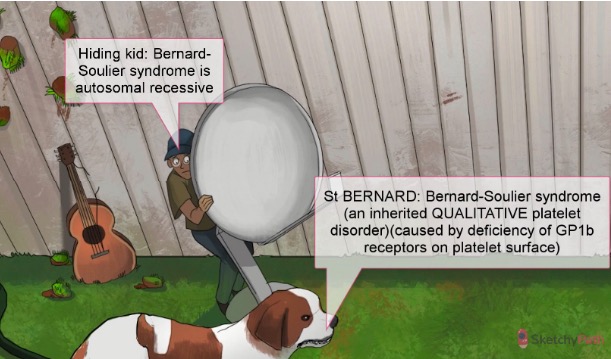 Hiding kid: Bernard-
Soulier syndrome is
autosomal recessive
St BERNARD: Bernard-Soulier syndrome
(an inherited QUALITATIVE platelet
disorder)(caused by deficiency of GP1b
receptors on platelet surface)